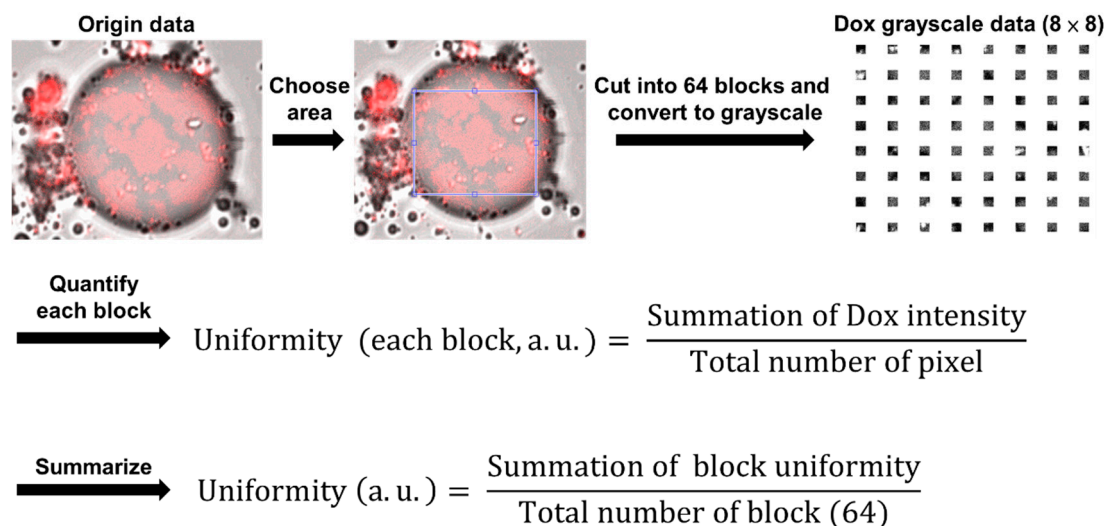 Origin data
Choose
area
Cut into 64 blocks and
convert to grayscale
Dox grayscale data (8 × 8)
Quantify
each block
Uniformity (each block, a. u.) = Summation of Dox intensity
Total number of pixel
Summarize
Uniformity (a. u.) = Summation of block uniformity
Total number of block (64)